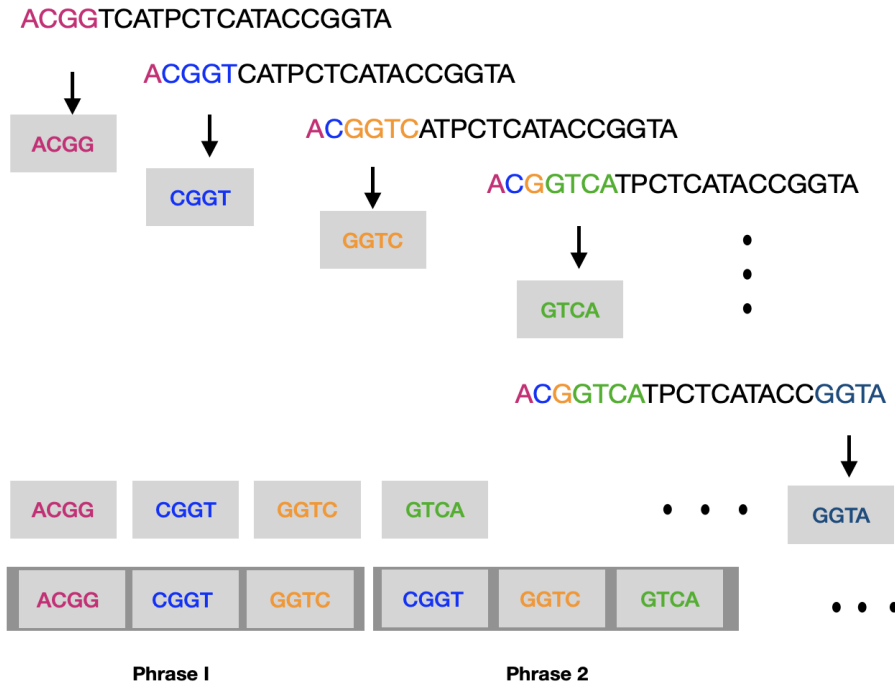 ACGGTCATPCTCATACCGGTA
ACGGTCATPCTCATACCGGTA
ACGG
ACGGTCATPCTCATACCGGTA
CGGT
ACGGTCATPCTCATACCGGTA
GGTC
GTCA
ACGGTCATPCTCATACCGGTA
ACGG CGGT GGTC GTCA GGTA
ACGG CGGT GGTC CGGT GGTC GTCA
Phrase I Phrase 2